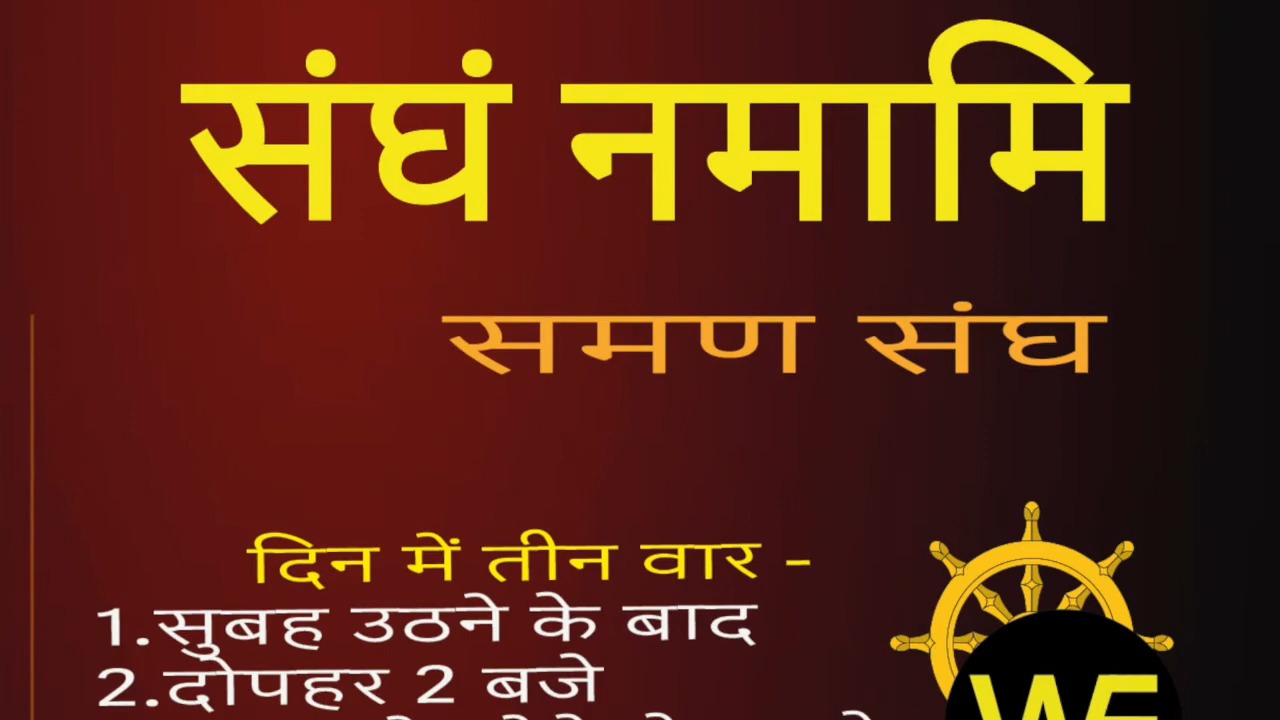 संघं नमामि
समण संघ
दिन में तीन वार -
1.सुबह उठने के बाद
2.दोपहर 2 बजे